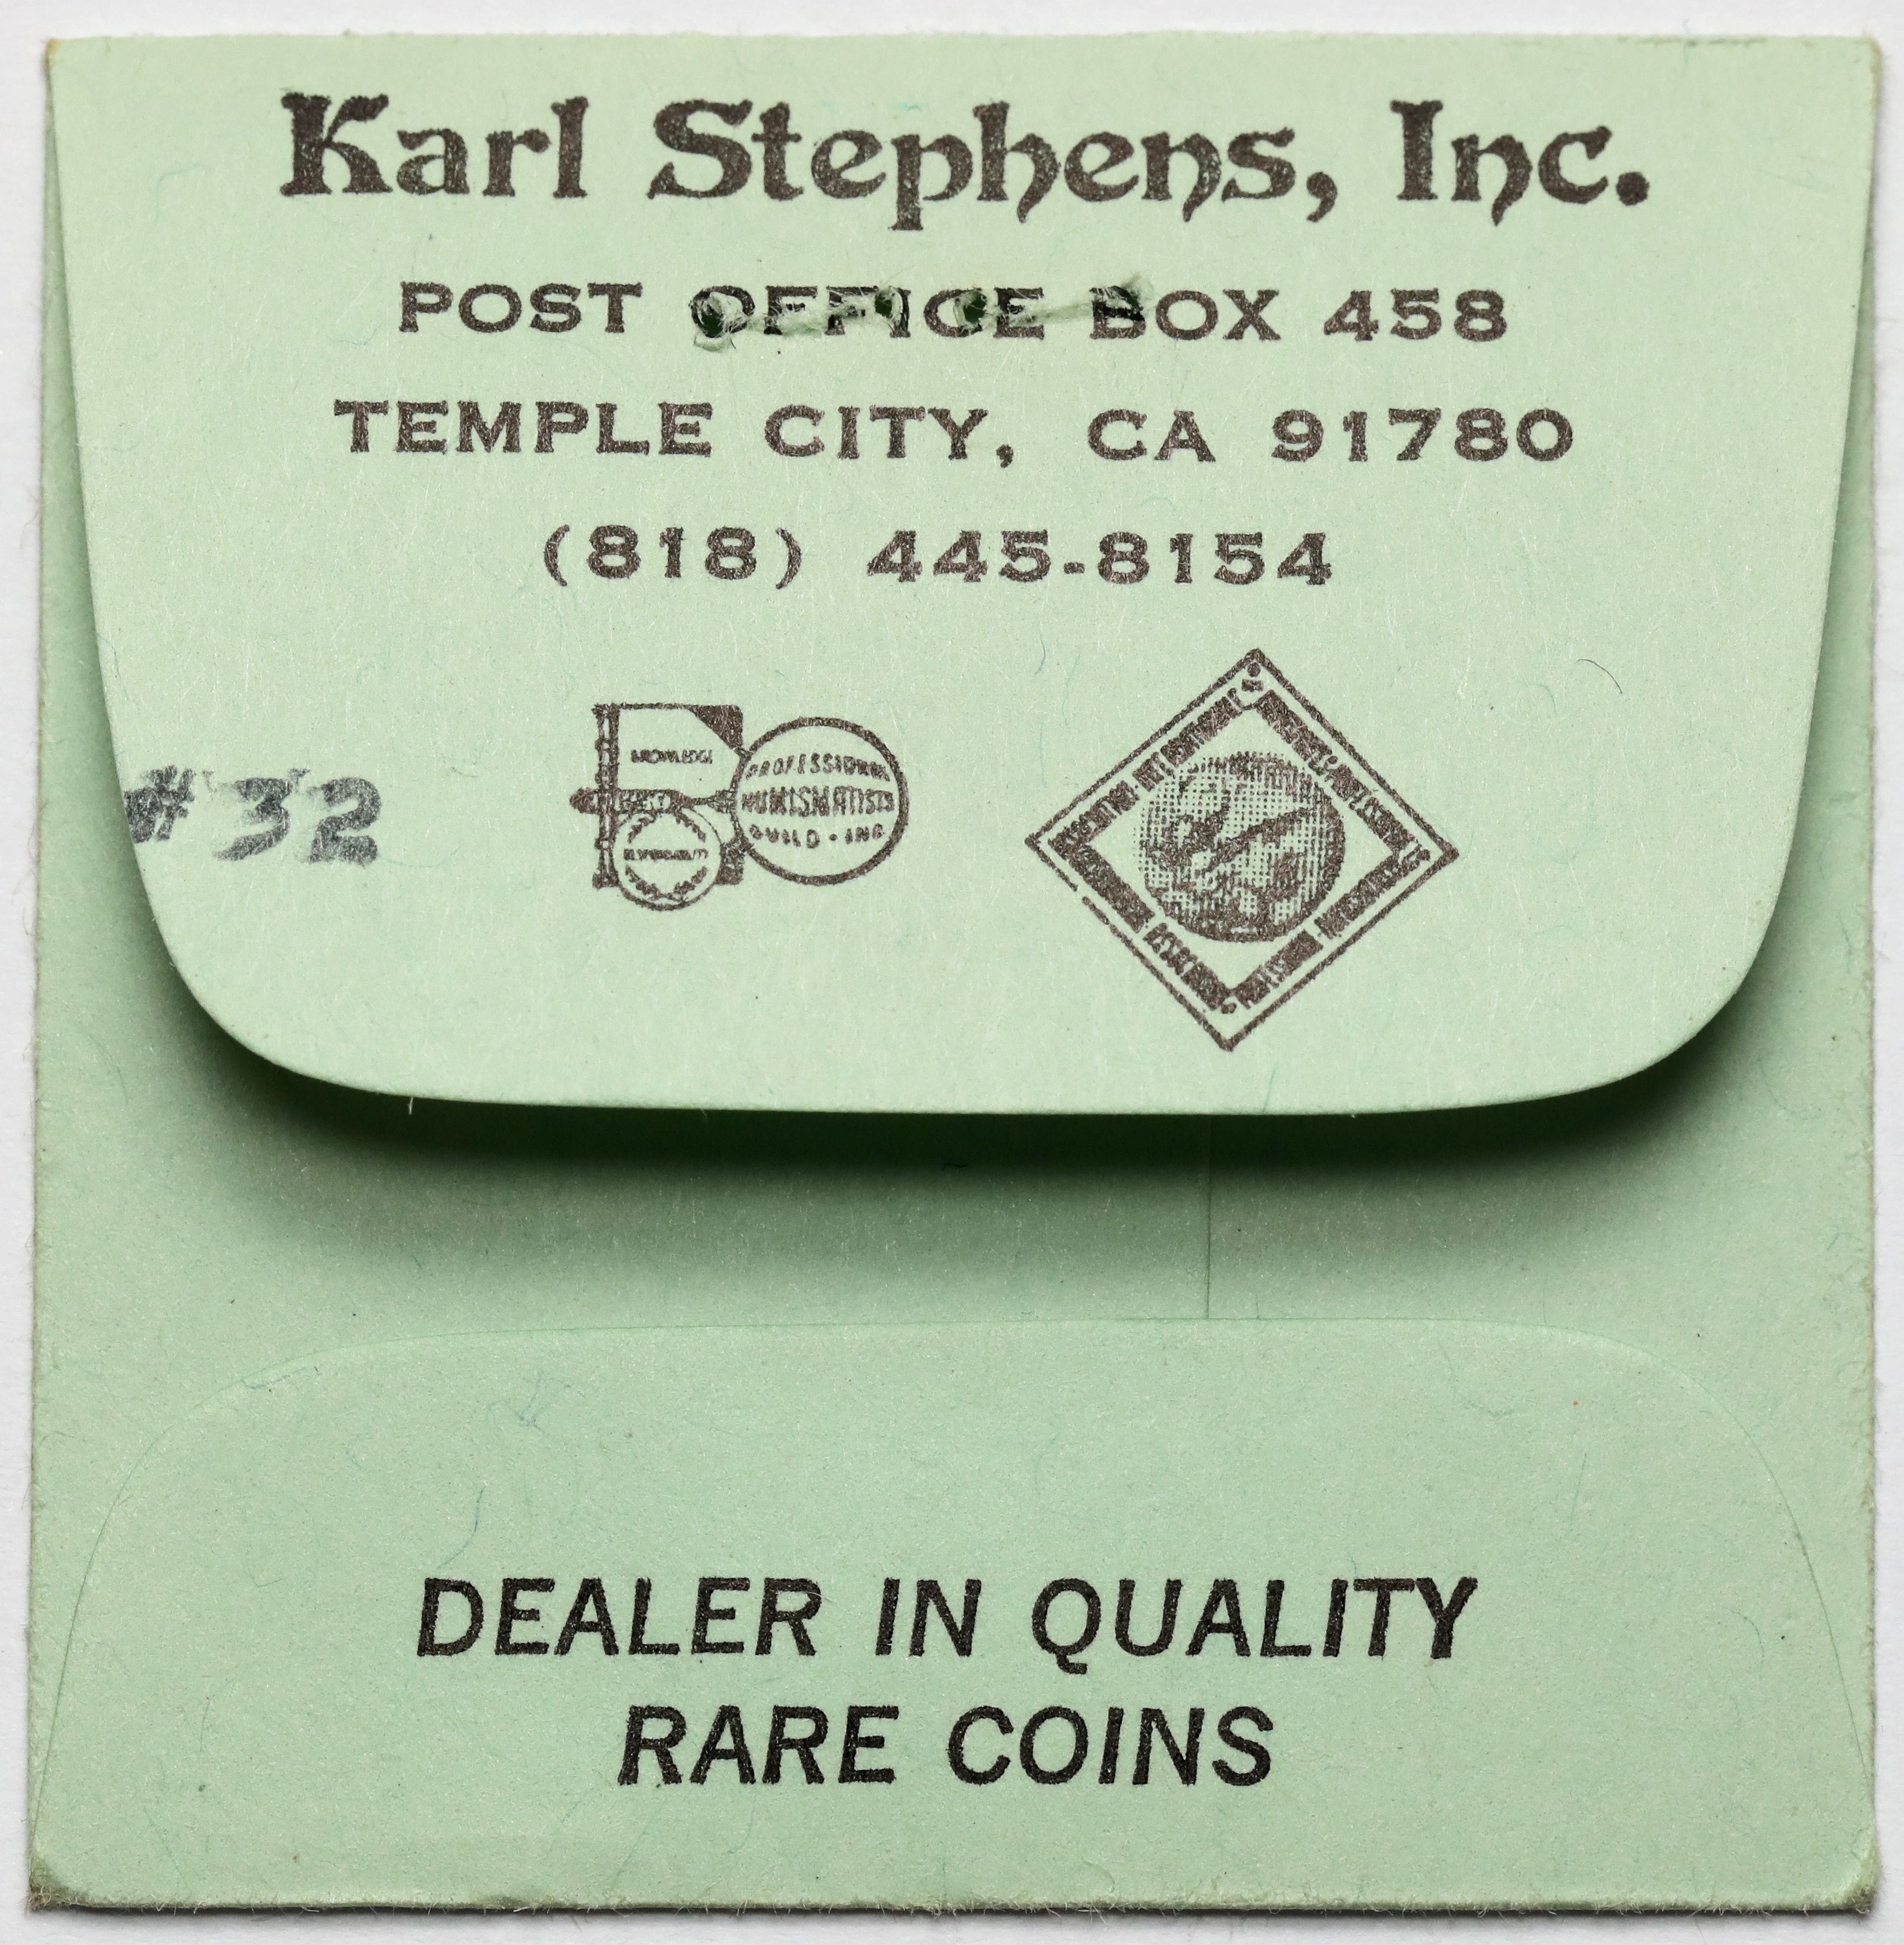 Karl Stephens, Inc.
POST OFFICE BOX 458
TEMPLE CITY, CA 91780
(818) 445-8154
#32
KNOWLEDGE
PROFESSIONAL
NUMISMATISTS
GUILD • INC
DEALER IN QUALITY
RARE COINS